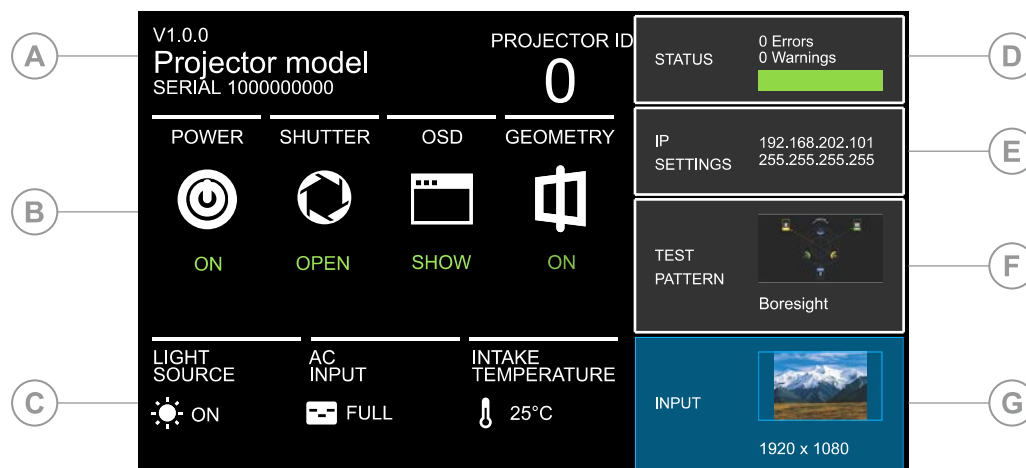 A
V1.0.0
Projector model
SERIAL 1000000000
PROJECTOR ID
0
B
POWER
SHUTTER
OSD
GEOMETRY
ON
OPEN
SHOW
ON
C
LIGHT
SOURCE
ON
AC
INPUT
FULL
INTAKE
TEMPERATURE
25°C
STATUS
0 Errors
0 Warnings
D
IP
SETTINGS
192.168.202.101
255.255.255.255
E
TEST
PATTERN
Boresight
F
INPUT
1920 x 1080
G